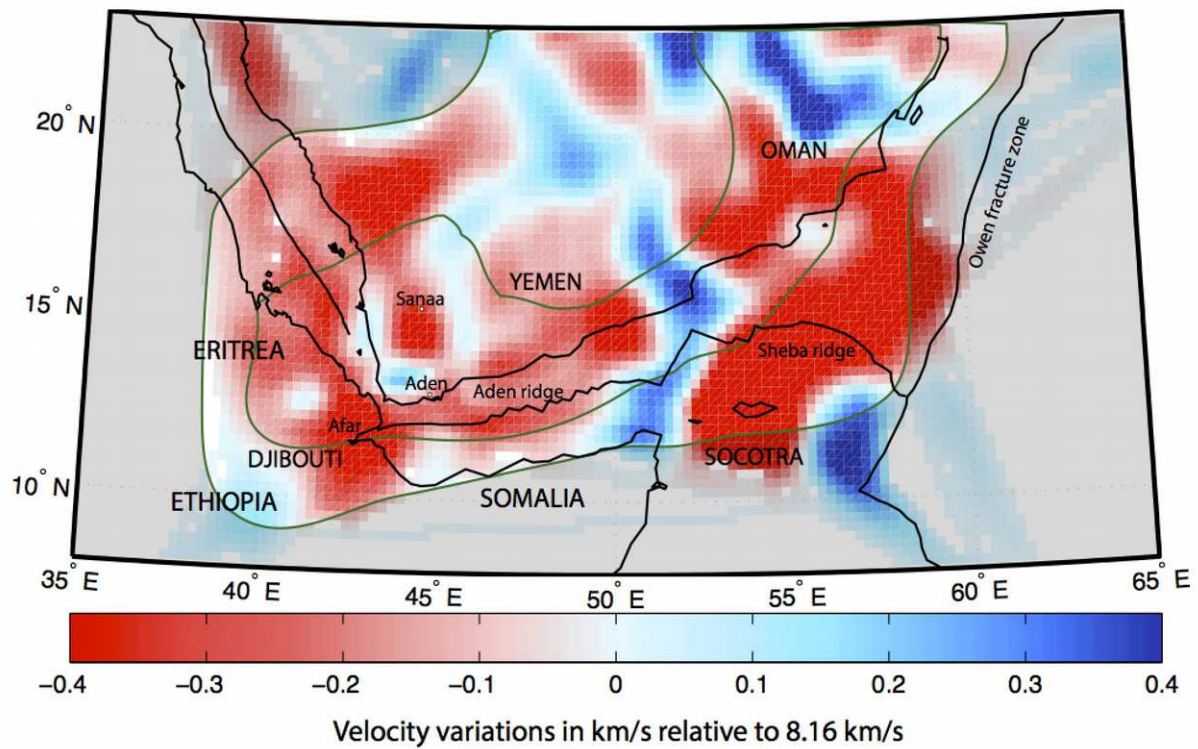 20° N
15° N
10° N
OMAN
Owen fracture zone
YEMEN
Sanaa
ERITREA
Sheba ridge
Aden
Aden ridge
Afar
DJIBOUTI
SOCOTRA
ETHIOPIA
SOMALIA
35° E
40° E
45° E
50° E
55° E
60° E
65° E
−0.4 −0.3 −0.2 −0.1 0 0.1 0.2 0.3 0.4
Velocity variations in km/s relative to 8.16 km/s